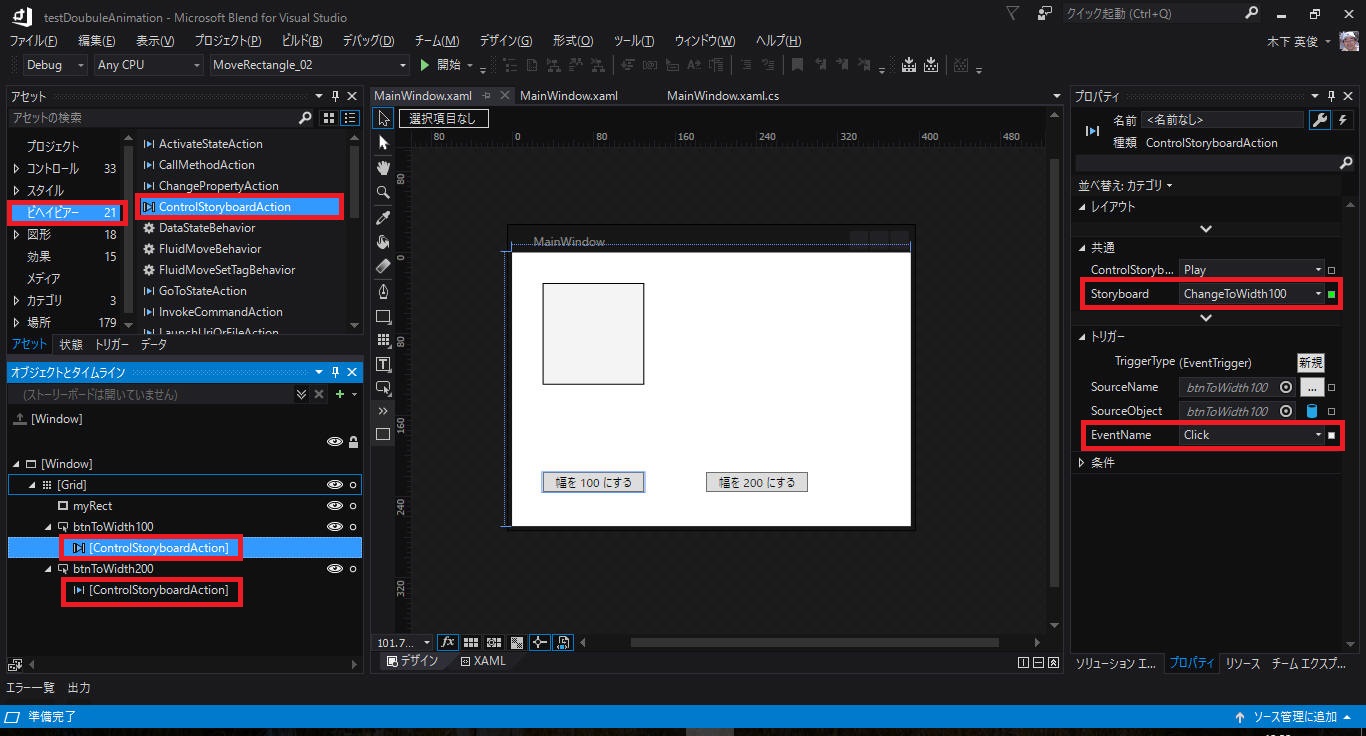 testDoubuleAnimation - Microsoft Blend for Visual Studio
クイック起動 (Ctrl+Q)
ファイル(F) 編集(E) 表示(V) プロジェクト(P) ビルド(B) デバッグ(D) チーム(M) デザイン(G) 形式(O) ツール(T) ウィンドウ(W) ヘルプ(H)
木下 英俊
Debug Any CPU MoveRectangle_02 開始
アセット
アセットの検索
プロジェクト
コントロール 33
スタイル
ビヘイビアー 21
図形 18
効果 15
メディア
カテゴリ 3
場所 179
ActivateStateAction
CallMethodAction
ChangePropertyAction
ControlStoryboardAction
DataStateBehavior
FluidMoveBehavior
FluidMoveSetTagBehavior
GoToStateAction
InvokeCommandAction
LaunchUriOrFileAction
アセット 状態 トリガー データ
オブジェクトとタイムライン
(ストーリーボードは開いていません)
[Window]
[Window]
[Grid]
myRect
btnToWidth100
[ControlStoryboardAction]
btnToWidth200
[ControlStoryboardAction]
MainWindow.xaml MainWindow.xaml MainWindow.xaml.cs
選択項目なし
80 0 80 160 240 320 400 480
80
0
80
160
240
320
MainWindow
幅を 100 にする 幅を 200 にする
101.7...
fx
デザイン XAML
プロパティ
名前 <名前なし>
種類 ControlStoryboardAction
並べ替え: カテゴリ
レイアウト
共通
ControlStoryb... Play
Storyboard ChangeToWidth100
トリガー
TriggerType (EventTrigger) 新規
SourceName btnToWidth100 ...
SourceObject btnToWidth100
EventName Click
条件
ソリューション エ... プロパティ リソース チーム エクスプ...
エラー一覧 出力
準備完了
ソース管理に追加